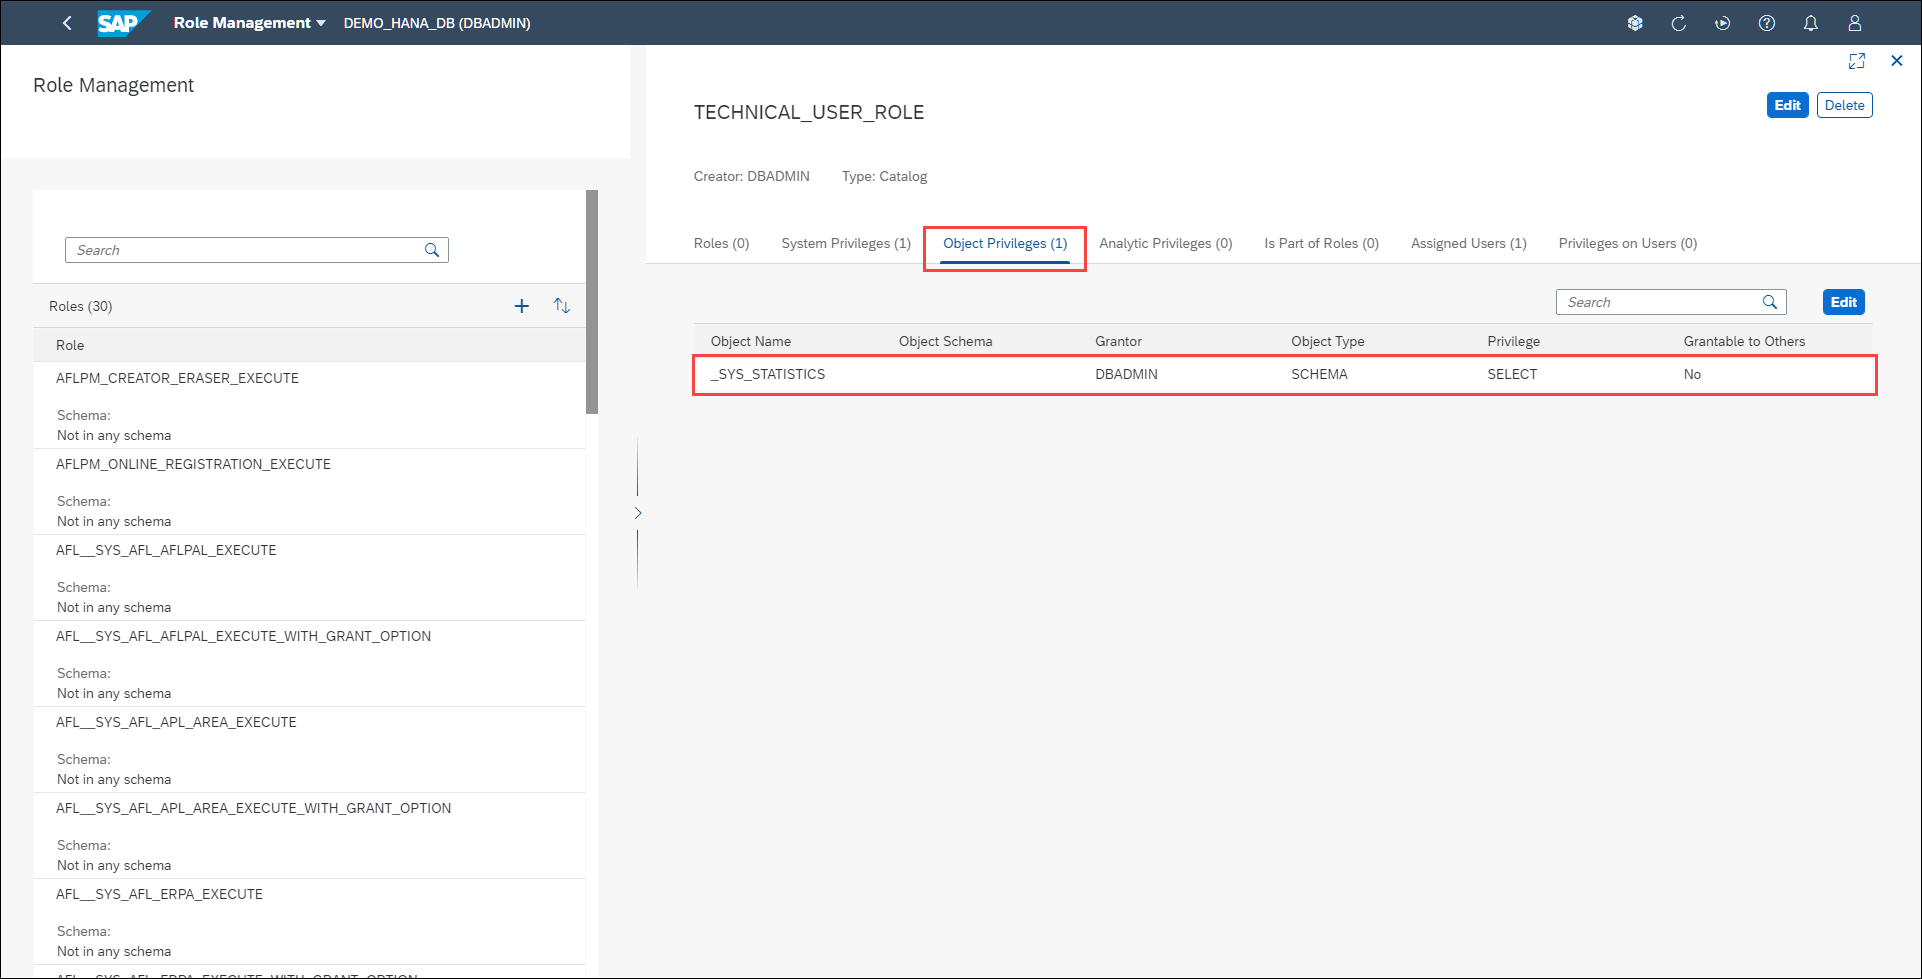 SAP Role Management DEMO_HANA_DB (DBADMIN)
Role Management
Search
Roles (30)
Role
AFLPM_CREATOR_ERASER_EXECUTE
Schema:
Not in any schema
AFLPM_ONLINE_REGISTRATION_EXECUTE
Schema:
Not in any schema
AFL__SYS_AFL_AFLPAL_EXECUTE
Schema:
Not in any schema
AFL__SYS_AFL_AFLPAL_EXECUTE_WITH_GRANT_OPTION
Schema:
Not in any schema
AFL__SYS_AFL_APL_AREA_EXECUTE
Schema:
Not in any schema
AFL__SYS_AFL_APL_AREA_EXECUTE_WITH_GRANT_OPTION
Schema:
Not in any schema
AFL__SYS_AFL_ERPA_EXECUTE
Schema:
Not in any schema
AFL__SYS_AFL_ERPA_EXECUTE_WITH_GRANT_OPTION
TECHNICAL_USER_ROLE
Edit Delete
Creator: DBADMIN Type: Catalog
Roles (0) System Privileges (1) Object Privileges (1) Analytic Privileges (0) Is Part of Roles (0) Assigned Users (1) Privileges on Users (0)
Search Edit
Object Name Object Schema Grantor Object Type Privilege Grantable to Others
_SYS_STATISTICS DBADMIN SCHEMA SELECT No